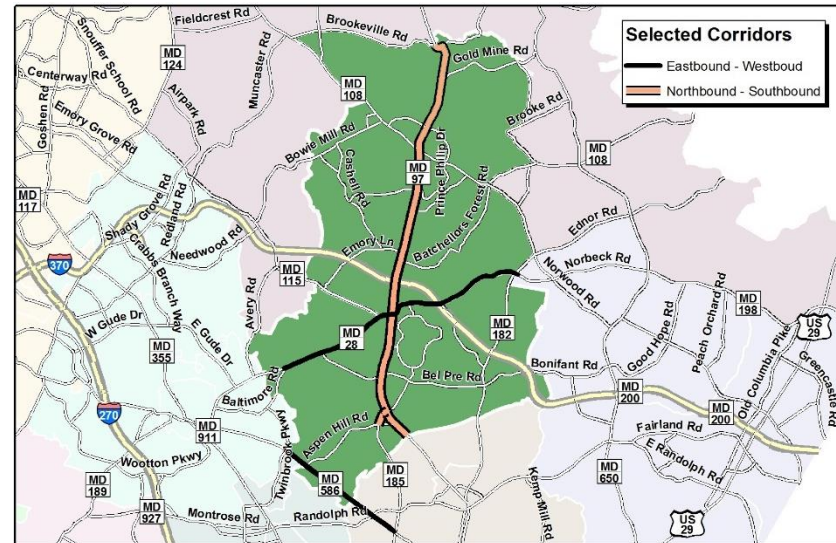 Selected Corridors
Eastbound - Westboud
Northbound - Southbound
Fieldcrest Rd
Brookeville Rd
Gold Mine Rd
Snouffer School Rd
MD 124
Centerway Rd
Muncaster Rd
MD 108
Goshen Rd
Emory Grove Rd
Airpark Rd
Brooke Rd
Bowie Mill Rd
Cashell Rd
Prince Philip Dr
MD 97
MD 108
MD 117
Shady Grove Rd
Redland Rd
Batchellors Forest Rd
Ednor Rd
Needwood Rd
Emory Ln
370
Crabbs Branch Way
Avery Rd
MD 115
Norwood Rd
Norbeck Rd
MD 198
US 29
W Gude Dr
E Gude Dr
MD 355
MD 28
MD 182
Good Hope Rd
Peach Orchard Rd
Old Columbia Pike
Greencastle Rd
Bonifant Rd
Bel Pre Rd
Baltimore Rd
MD 200
MD 200
270
MD 911
Aspen Hill Rd
Fairland Rd
E Randolph Rd
Wootton Pkwy
Twinbrook Pkwy
MD 586
MD 185
MD 650
Kemp Mill Rd
MD 189
MD 927
Montrose Rd
Randolph Rd
US 29